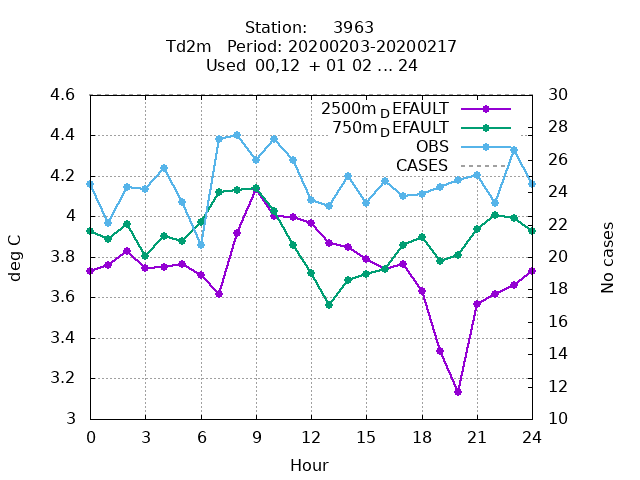 Station: 3963
Td2m Period: 20200203-20200217
Used 00,12 + 01 02 ... 24
2500m_DEFAULT
750m_DEFAULT
OBS
CASES
4.6
4.4
4.2
4
3.8
3.6
3.4
3.2
3
deg C
30
28
26
24
22
20
18
16
14
12
10
No cases
0 3 6 9 12 15 18 21 24
Hour